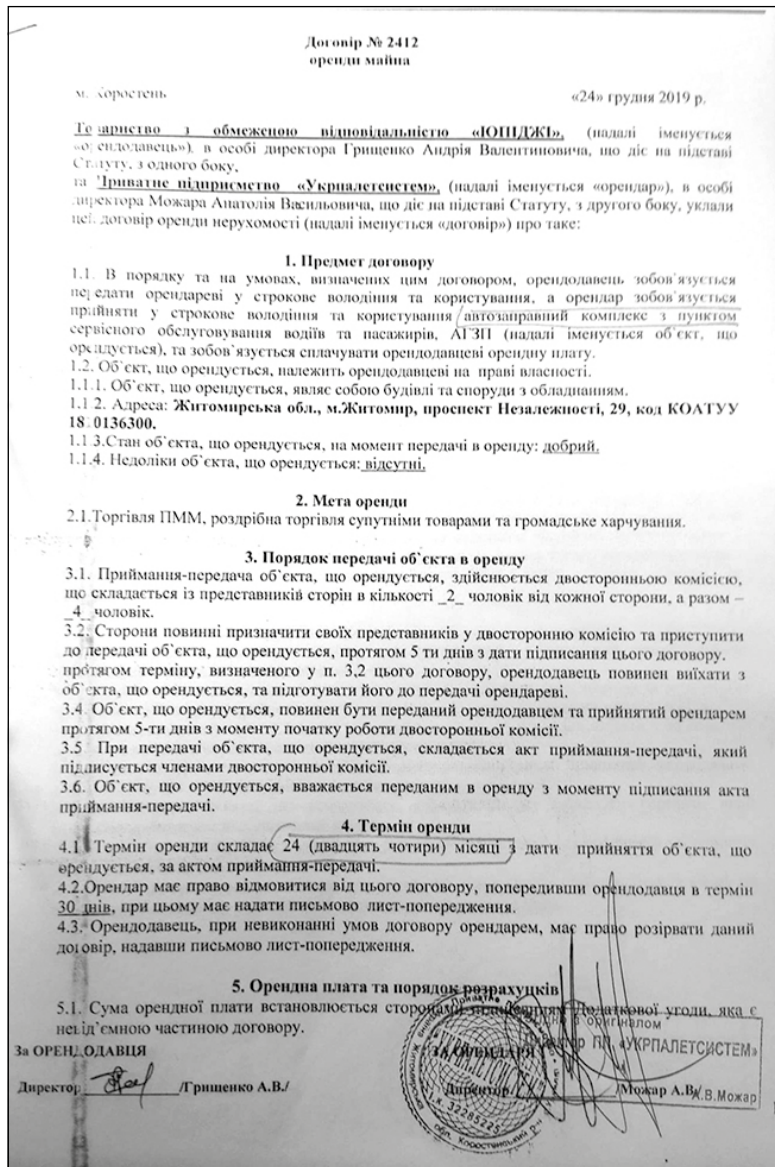 Договір № 2412
оренди майна
м. Коростень «24» грудня 2019 р.
Товариство з обмеженою відповідальністю «ЮПІДЖІ», (надалі іменується
«орендодавець»), в особі директора Грищенко Андрія Валентиновича, що діє на підставі
Статуту, з одного боку,
та Приватне підприємство «Укрпалетсистем», (надалі іменується «орендар»), в особі
директора Можара Анатолія Васильовича, що діє на підставі Статуту, з другого боку, уклали
цей договір оренди нерухомості (надалі іменується «договір») про таке:
1. Предмет договору
1.1. В порядку та на умовах, визначених цим договором, орендодавець зобов`язується
передати орендареві у строкове володіння та користування, а орендар зобов`язується
прийняти у строкове володіння та користування автозаправний комплекс з пунктом
сервісного обслуговування водіїв та пасажирів, АГЗП (надалі іменується об`єкт, що
орендується), та зобов`язується сплачувати орендодавцеві орендну плату.
1.2. Об`єкт, що орендується, належить орендодавцеві на праві власності.
1.1.1. Об`єкт, що орендується, являє собою будівлі та споруди з обладнанням.
1.1.2. Адреса: Житомирська обл., м.Житомир, проспект Незалежності, 29, код КОАТУУ
1810136300.
1.1.3.Стан об`єкта, що орендується, на момент передачі в оренду: добрий.
1.1.4. Недоліки об`єкта, що орендується: відсутні.
2. Мета оренди
2.1.Торгівля ПММ, роздрібна торгівля супутніми товарами та громадське харчування.
3. Порядок передачі об`єкта в оренду
3.1. Приймання-передача об`єкта, що орендується, здійснюється двосторонньою комісією,
що складається із представників сторін в кількості _2_ чоловік від кожної сторони, а разом –
_4_ чоловік.
3.2. Сторони повинні призначити своїх представників у двосторонню комісію та приступити
до передачі об`єкта, що орендується, протягом 5 ти днів з дати підписання цього договору.
протягом терміну, визначеного у п. 3,2 цього договору, орендодавець повинен виїхати з
об`єкта, що орендується, та підготувати його до передачі орендареві.
3.4. Об`єкт, що орендується, повинен бути переданий орендодавцем та прийнятий орендарем
протягом 5-ти днів з моменту початку роботи двосторонньої комісії.
3.5. При передачі об`єкта, що орендується, складається акт приймання-передачі, який
підписується членами двосторонньої комісії.
3.6. Об`єкт, що орендується, вважається переданим в оренду з моменту підписання акта
приймання-передачі.
4. Термін оренди
4.1 Термін оренди складає 24 (двадцять чотири) місяці з дати прийняття об`єкта, що
орендується, за актом приймання-передачі.
4.2.Орендар має право відмовитися від цього договору, попередивши орендодавця в термін
30 днів, при цьому має надати письмово лист-попередження.
4.3. Орендодавець, при невиконанні умов договору орендарем, має право розірвати даний
договір, надавши письмово лист-попередження.
5. Орендна плата та порядок розрахунків
5.1. Сума орендної плати встановлюється сторонами Додаткової угоди, яка є
невід`ємною частиною договору.
За ОРЕНДОДАВЦЯ ЗА ОРЕНДАРЯ
з оригіналом
Директор ПП «УКРПАЛЕТСИСТЕМ»
Директор /Грищенко А.В./ Директор /Можар А.В/
А.В.Можар
32285225
обл. Коростенський р-н